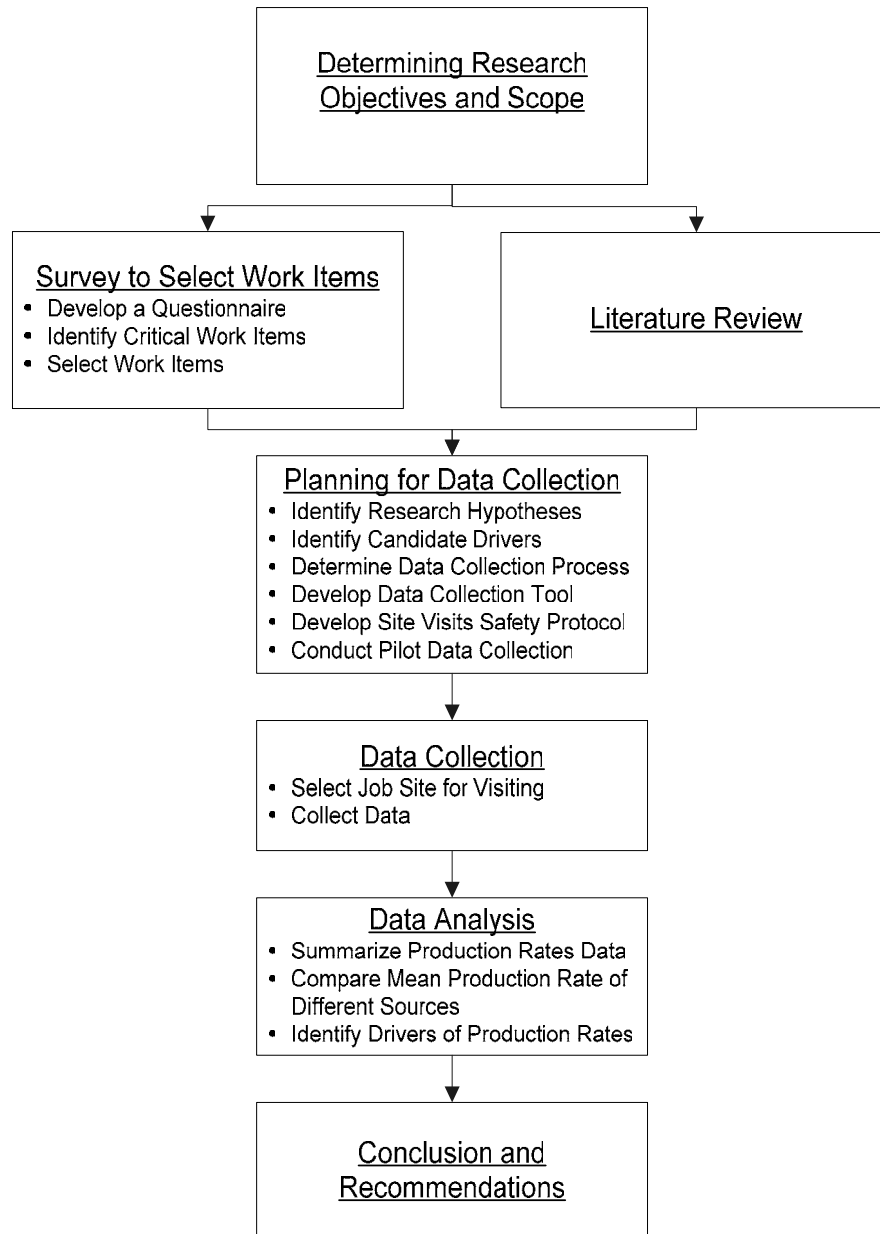 Determining Research
Objectives and Scope
Survey to Select Work Items
• Develop a Questionnaire
• Identify Critical Work Items
• Select Work Items
Literature Review
Planning for Data Collection
• Identify Research Hypotheses
• Identify Candidate Drivers
• Determine Data Collection Process
• Develop Data Collection Tool
• Develop Site Visits Safety Protocol
• Conduct Pilot Data Collection
Data Collection
• Select Job Site for Visiting
• Collect Data
Data Analysis
• Summarize Production Rates Data
• Compare Mean Production Rate of
Different Sources
• Identify Drivers of Production Rates
Conclusion and
Recommendations